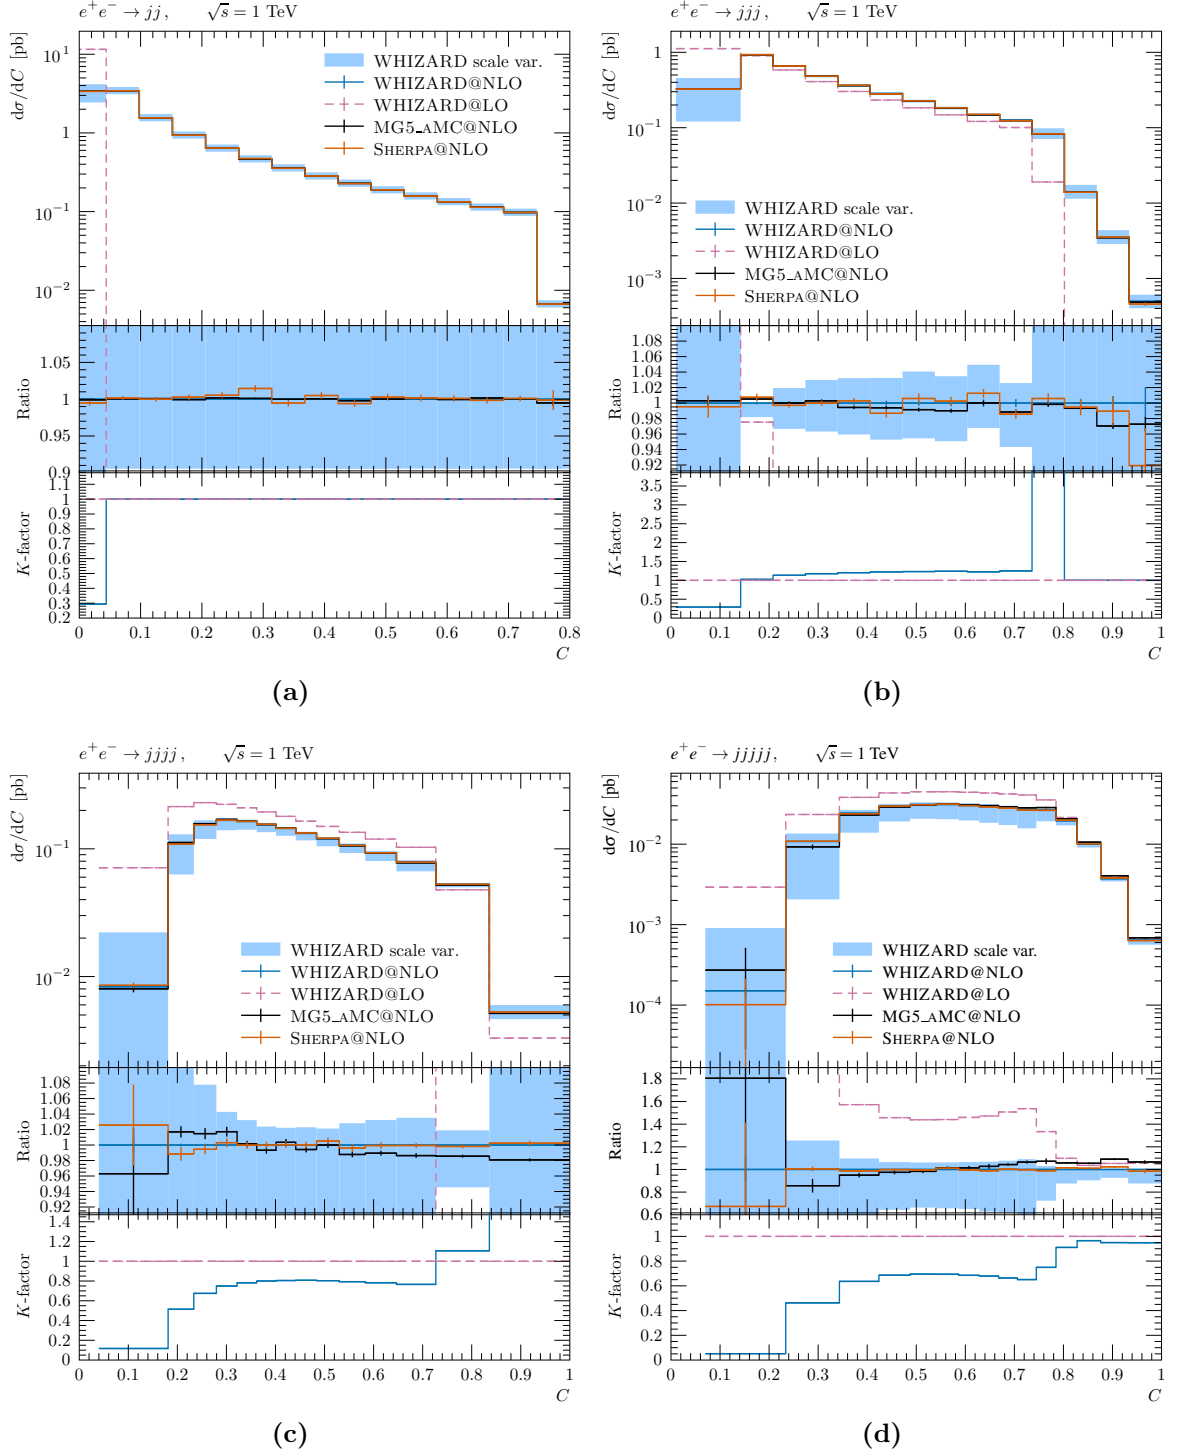 e⁺e⁻ → jj, √s = 1 TeV
dσ/dC [pb]
10¹
1
10⁻¹
10⁻²
WHIZARD scale var.
WHIZARD@NLO
WHIZARD@LO
MG5_AMC@NLO
SHERPA@NLO
Ratio
1.05
1
0.95
0.9
K-factor
1.1
1
0.9
0.8
0.7
0.6
0.5
0.4
0.3
0.2
0 0.1 0.2 0.3 0.4 0.5 0.6 0.7 0.8
C
(a)
e⁺e⁻ → jjj, √s = 1 TeV
dσ/dC [pb]
1
10⁻¹
10⁻²
10⁻³
WHIZARD scale var.
WHIZARD@NLO
WHIZARD@LO
MG5_AMC@NLO
SHERPA@NLO
Ratio
1.08
1.06
1.04
1.02
1.0
0.98
0.96
0.94
0.92
K-factor
3.5
3
2.5
2
1.5
1
0.5
0
0 0.1 0.2 0.3 0.4 0.5 0.6 0.7 0.8 0.9 1
C
(b)
e⁺e⁻ → jjjj, √s = 1 TeV
dσ/dC [pb]
10⁻¹
10⁻²
WHIZARD scale var.
WHIZARD@NLO
WHIZARD@LO
MG5_AMC@NLO
SHERPA@NLO
Ratio
1.08
1.06
1.04
1.02
1.0
0.98
0.96
0.94
0.92
K-factor
1.4
1.2
1
0.8
0.6
0.4
0.2
0
0 0.1 0.2 0.3 0.4 0.5 0.6 0.7 0.8 0.9 1
C
(c)
e⁺e⁻ → jjjjj, √s = 1 TeV
dσ/dC [pb]
10⁻²
10⁻³
10⁻⁴
WHIZARD scale var.
WHIZARD@NLO
WHIZARD@LO
MG5_AMC@NLO
SHERPA@NLO
Ratio
1.8
1.6
1.4
1.2
1
0.8
0.6
K-factor
1
0.8
0.6
0.4
0.2
0
0 0.1 0.2 0.3 0.4 0.5 0.6 0.7 0.8 0.9 1
C
(d)